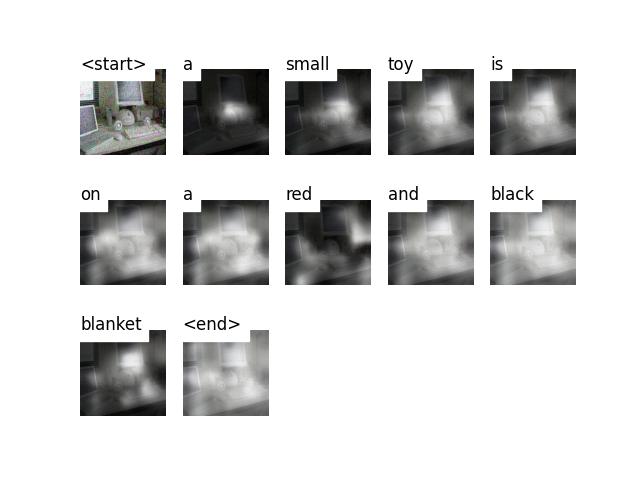 <start> a small toy is
on a red and black
blanket <end>